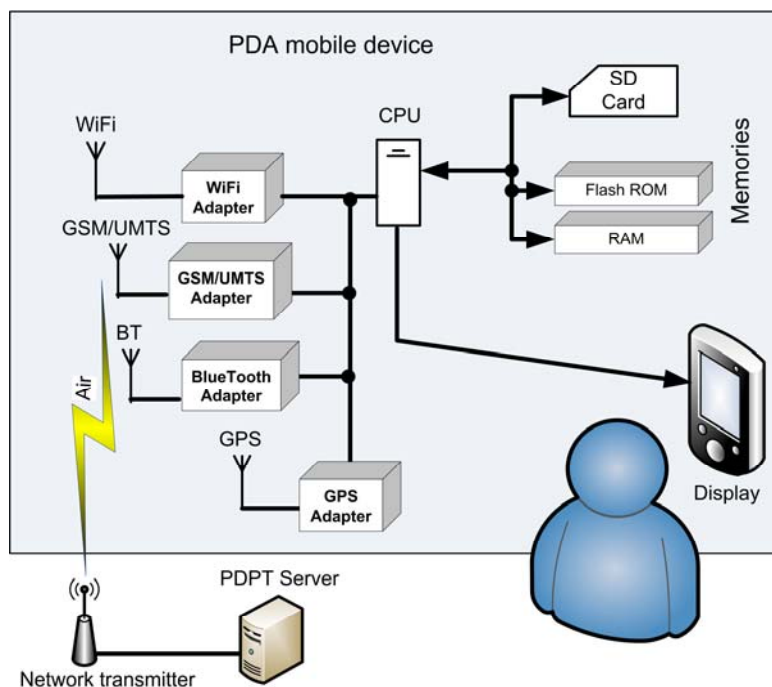 PDA mobile device
WiFi
CPU
SD
Card
WiFi
Adapter
Flash ROM
Memories
GSM/UMTS
RAM
GSM/UMTS
Adapter
BT
Air
BlueTooth
Adapter
GPS
GPS
Adapter
Display
PDPT Server
Network transmitter